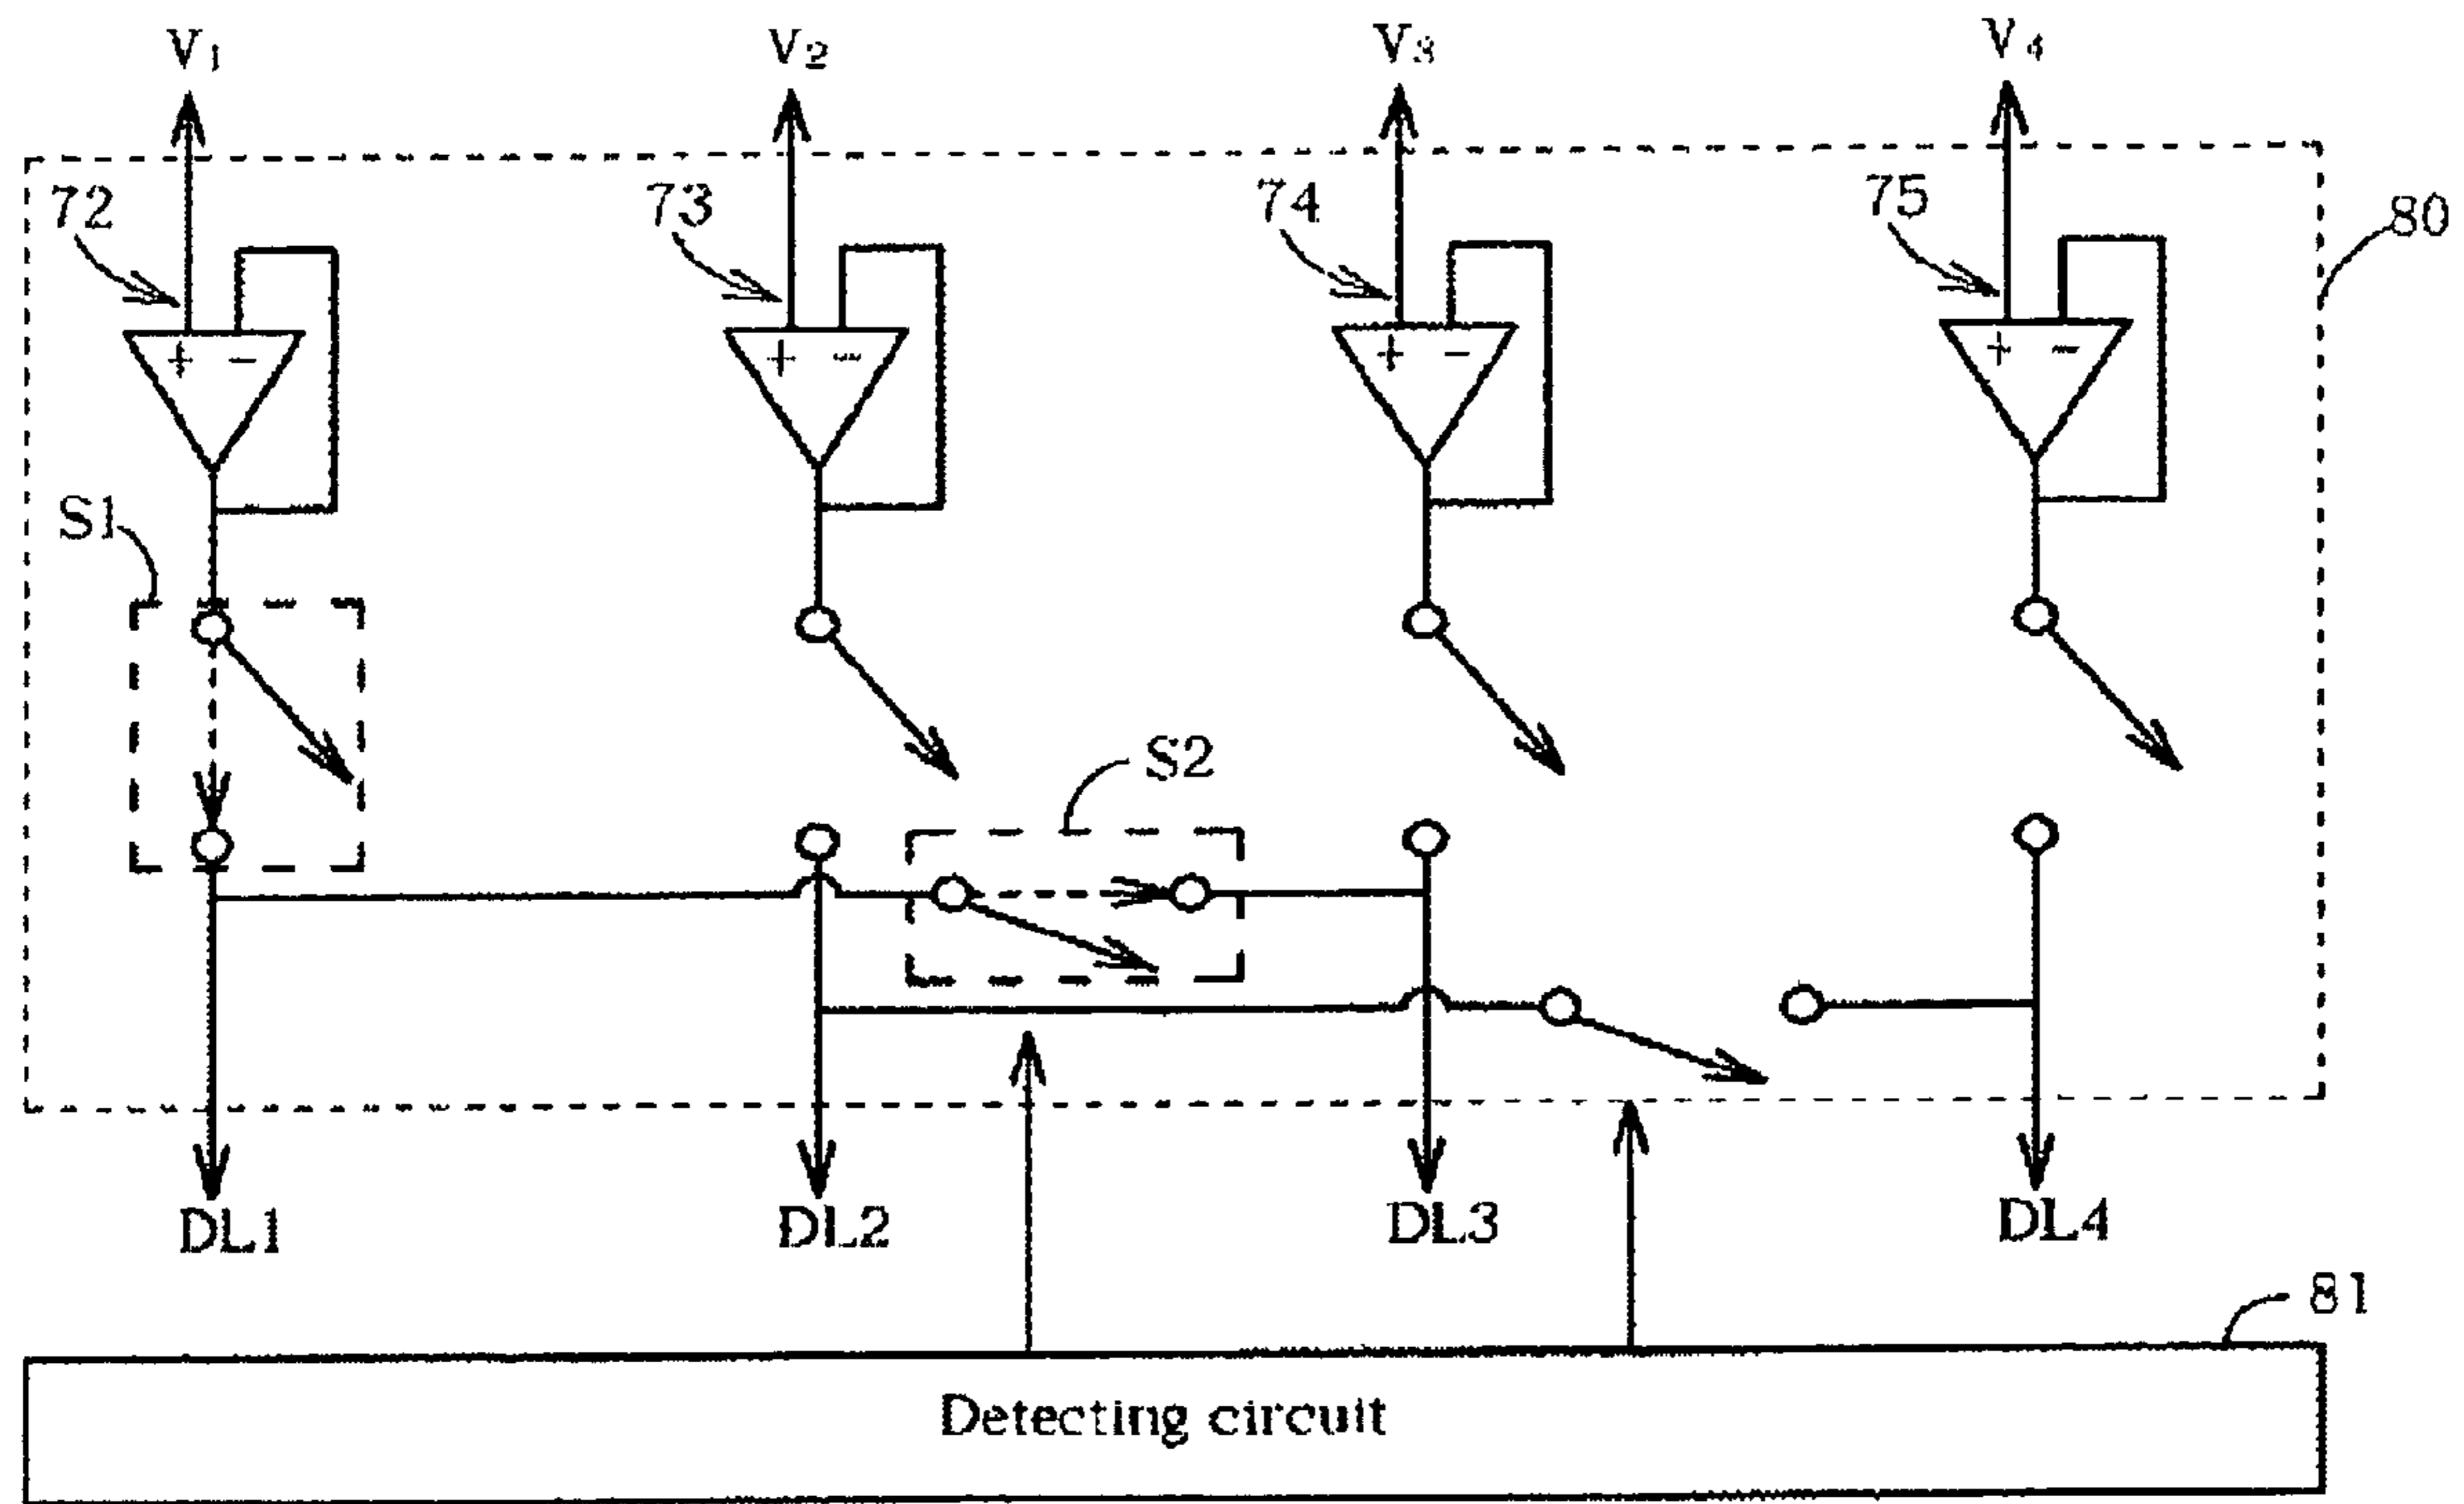 V1 V2 V3 V4
72 73 74 75 80
+ - + - + - + -
S1
S2
DL1 DL2 DL3 DL4
81
Detecting circuit